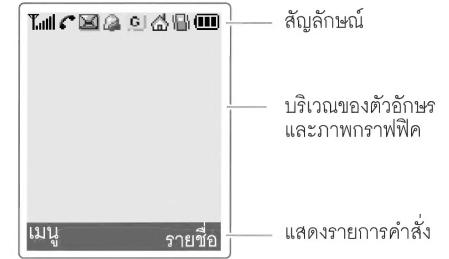 G
สัญลักษณ์
บริเวณของตัวอักษร
และภาพกราฟฟิค
เมนู
รายชื่อ
แสดงรายการคำสั่ง